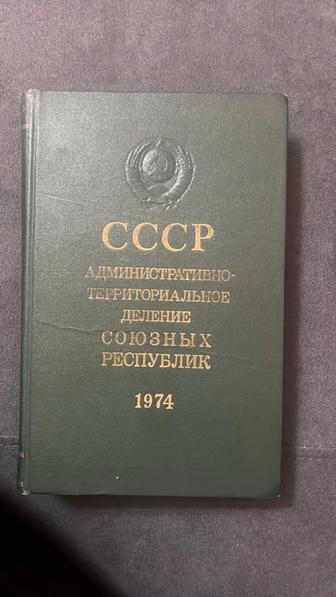 СССР
АДМИНИСТРАТИВНО-
ТЕРРИТОРИАЛЬНОЕ
ДЕЛЕНИЕ
СОЮЗНЫХ
РЕСПУБЛИК
1974